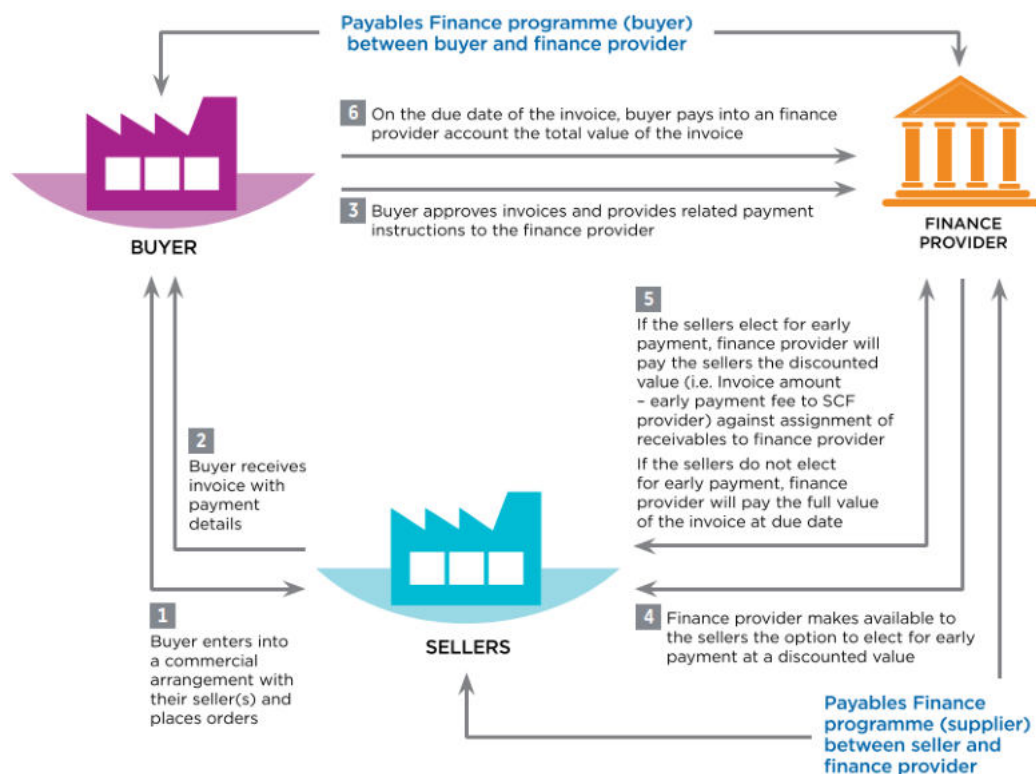 Payables Finance programme (buyer)
between buyer and finance provider
6
On the due date of the invoice, buyer pays into an finance
provider account the total value of the invoice
3
Buyer approves invoices and provides related payment
instructions to the finance provider
BUYER
FINANCE
PROVIDER
5
If the sellers elect for early
payment, finance provider will
pay the sellers the discounted
value (i.e. Invoice amount
– early payment fee to SCF
provider) against assignment of
receivables to finance provider
If the sellers do not elect
for early payment, finance
provider will pay the full value
of the invoice at due date
2
Buyer receives
invoice with
payment
details
1
Buyer enters into
a commercial
arrangement with
their seller(s) and
places orders
SELLERS
4
Finance provider makes available to
the sellers the option to elect for early
payment at a discounted value
Payables Finance
programme (supplier)
between seller and
finance provider